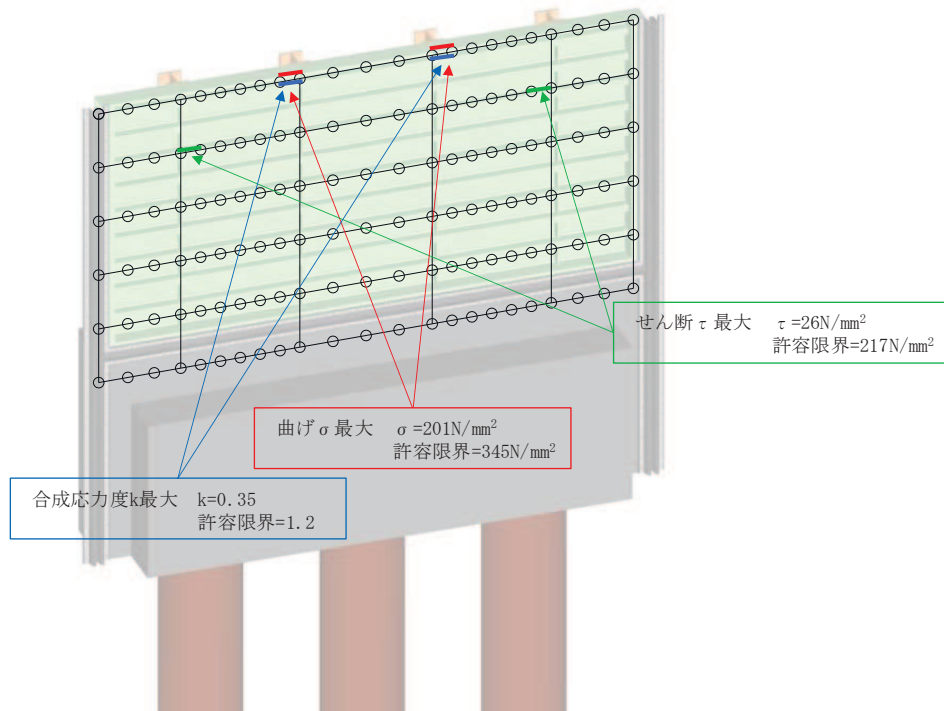 せん断τ最大 τ=26N/mm²
許容限界=217N/mm²
曲げσ最大 σ=201N/mm²
許容限界=345N/mm²
合成応力度k最大 k=0.35
許容限界=1.2